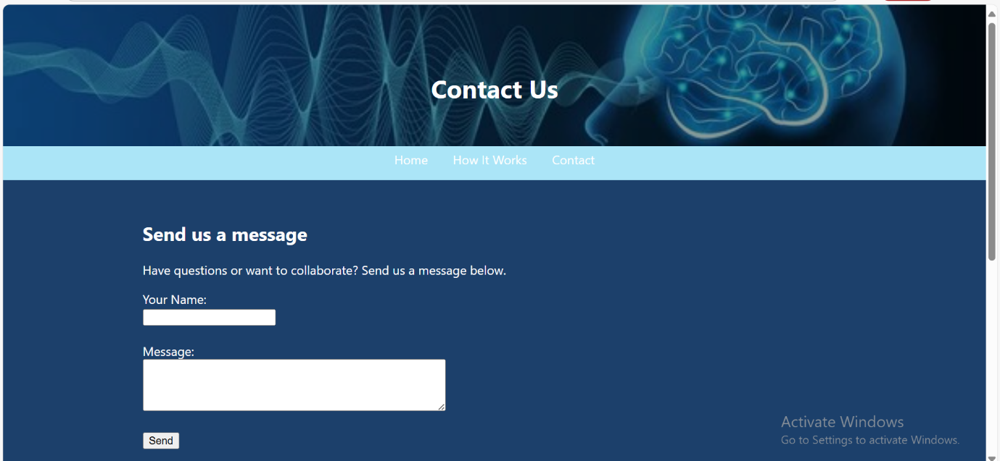 Contact Us
Home How It Works Contact
Send us a message
Have questions or want to collaborate? Send us a message below.
Your Name:
Message:
Send
Activate Windows
Go to Settings to activate Windows.